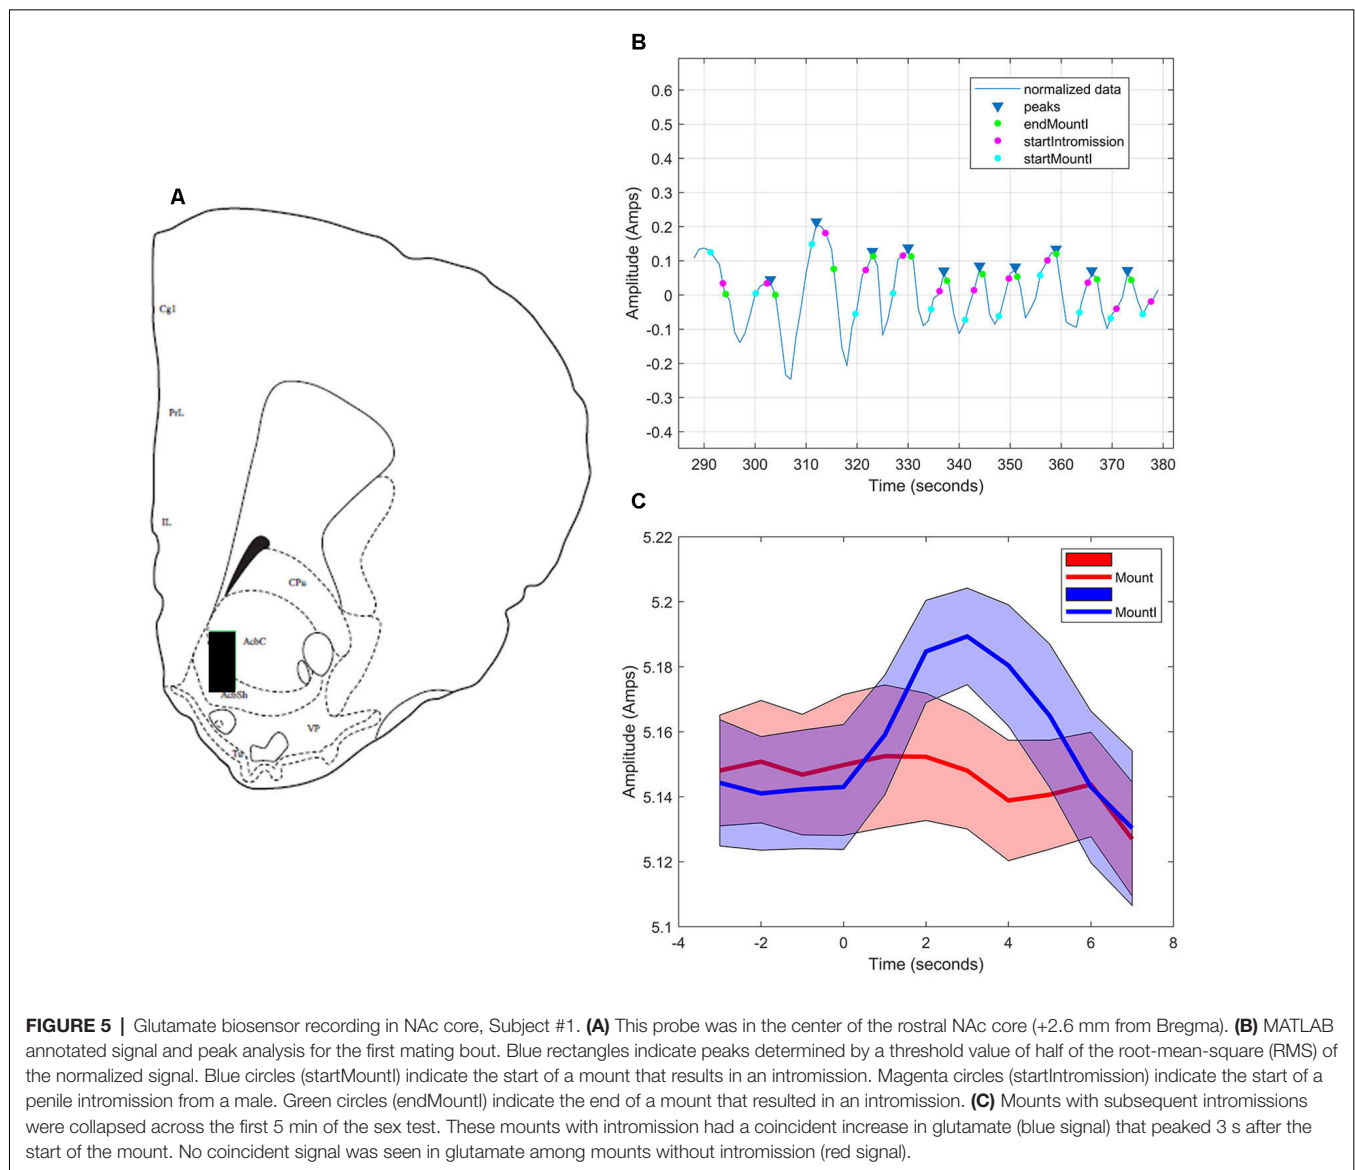 A
Cg1
PrL
IL
CPu
AcbC
AcbSh
VP
Tu
B
0.6
0.5
0.4
0.3
0.2
0.1
0
-0.1
-0.2
-0.3
-0.4
Amplitude (Amps)
290 300 310 320 330 340 350 360 370 380
Time (seconds)
normalized data
peaks
endMountI
startIntromission
startMountI
C
5.22
5.2
5.18
5.16
5.14
5.12
5.1
Amplitude (Amps)
-4 -2 0 2 4 6 8
Time (seconds)
Mount
MountI
FIGURE 5 | Glutamate biosensor recording in NAc core, Subject #1. (A) This probe was in the center of the rostral NAc core (+2.6 mm from Bregma). (B) MATLAB
annotated signal and peak analysis for the first mating bout. Blue rectangles indicate peaks determined by a threshold value of half of the root-mean-square (RMS) of
the normalized signal. Blue circles (startMountI) indicate the start of a mount that results in an intromission. Magenta circles (startIntromission) indicate the start of a
penile intromission from a male. Green circles (endMountI) indicate the end of a mount that resulted in an intromission. (C) Mounts with subsequent intromissions
were collapsed across the first 5 min of the sex test. These mounts with intromission had a coincident increase in glutamate (blue signal) that peaked 3 s after the
start of the mount. No coincident signal was seen in glutamate among mounts without intromission (red signal).